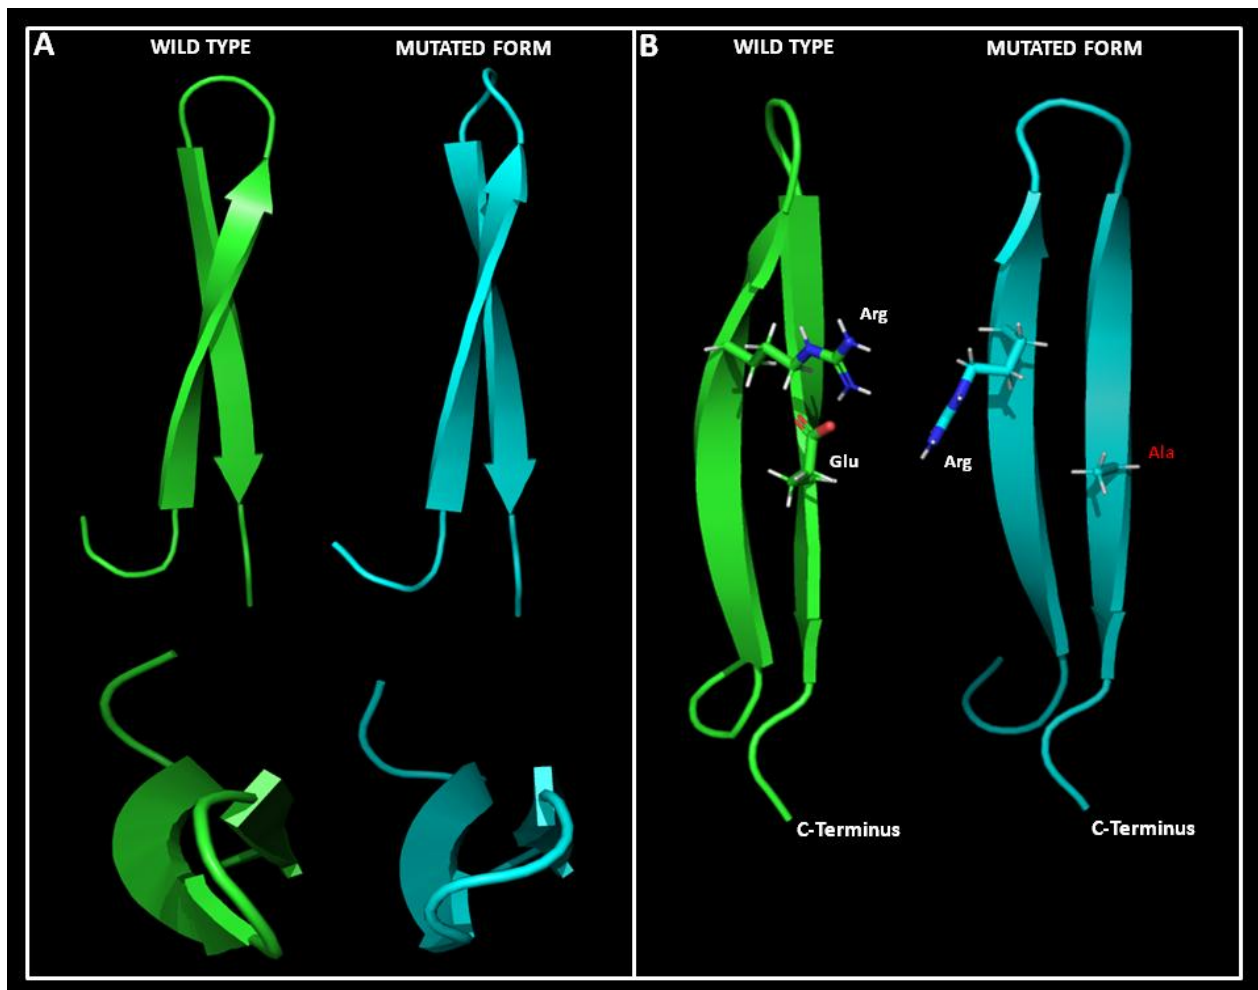 A
WILD TYPE
MUTATED FORM
B
WILD TYPE
MUTATED FORM
Arg
Glu
Arg
Ala
C-Terminus
C-Terminus